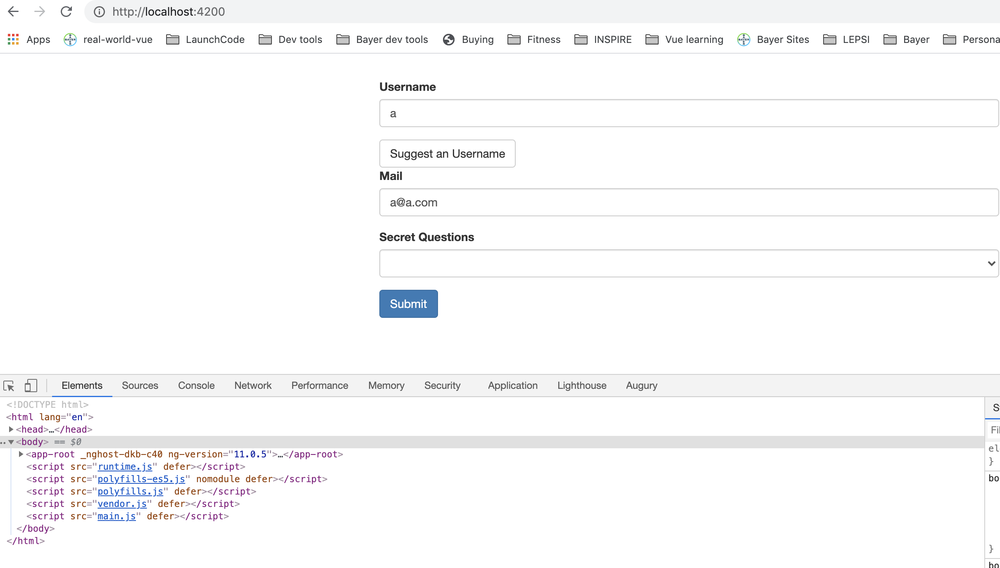 http://localhost:4200
Apps real-world-vue LaunchCode Dev tools Bayer dev tools Buying Fitness INSPIRE Vue learning Bayer Sites LEPSI Bayer Persona
Username
a
Suggest an Username
Mail
a@a.com
Secret Questions
Submit
Elements Sources Console Network Performance Memory Security Application Lighthouse Augury
<!DOCTYPE html>
<html lang="en">
<head>…</head>
<body> == $0
<app-root _nghost-dkb-c40 ng-version="11.0.5">…</app-root>
<script src="runtime.js" defer></script>
<script src="polyfills-es5.js" nomodule defer></script>
<script src="polyfills.js" defer></script>
<script src="vendor.js" defer></script>
<script src="main.js" defer></script>
</body>
</html>
Fil
el
}
bo
}
bo